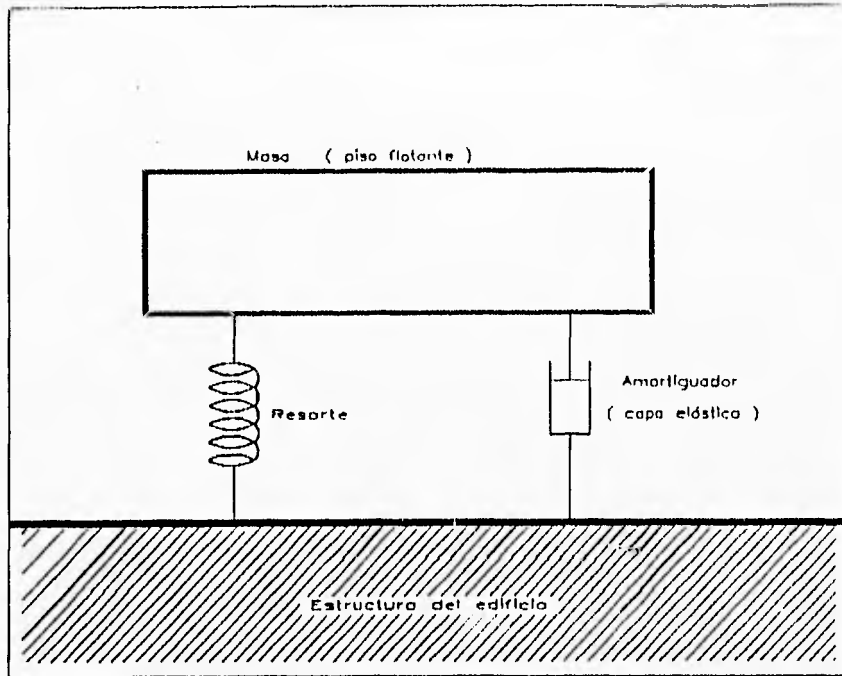 Masa ( piso flotante )
Resorte
Amortiguador
( capa elástica )
Estructura del edificio